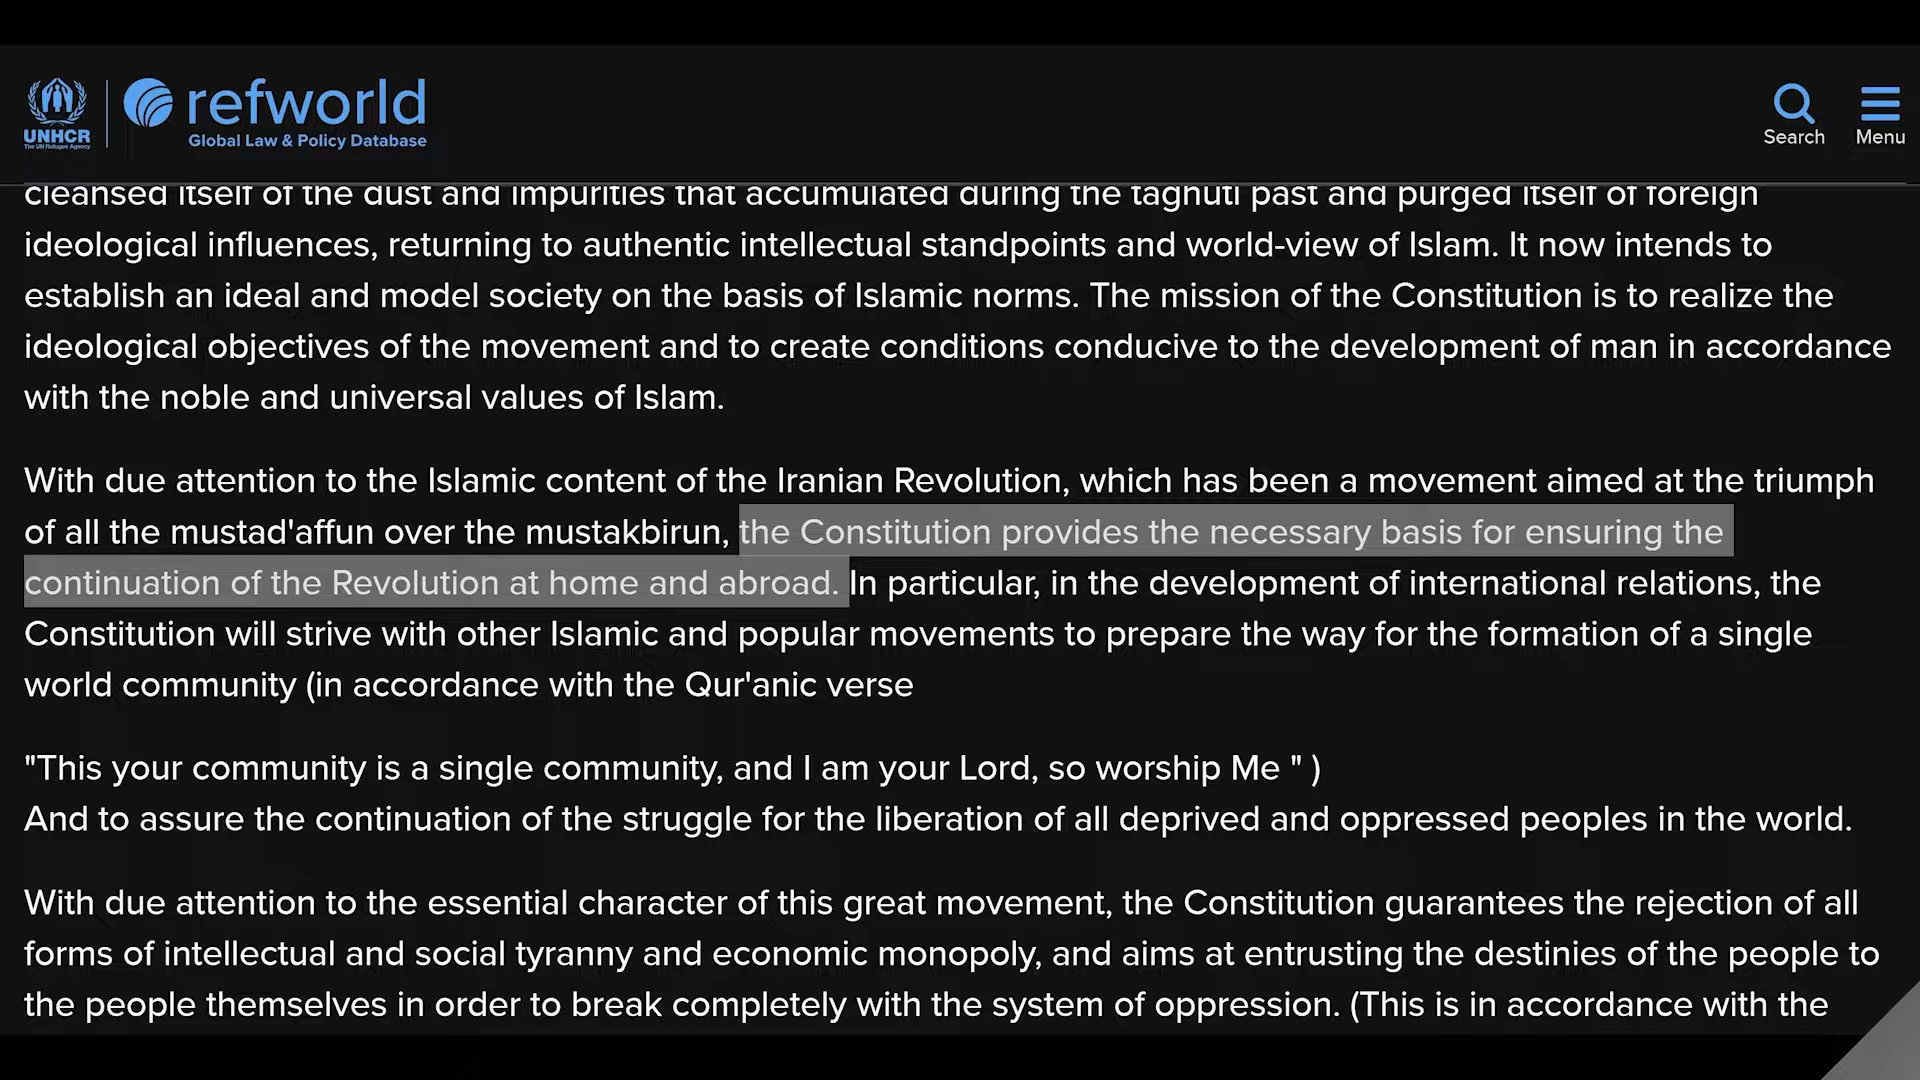 UNHCR
The UN Refugee Agency
refworld
Global Law & Policy Database
Search
Menu
cleansed itself of the dust and impurities that accumulated during the taghuti past and purged itself of foreign
ideological influences, returning to authentic intellectual standpoints and world-view of Islam. It now intends to
establish an ideal and model society on the basis of Islamic norms. The mission of the Constitution is to realize the
ideological objectives of the movement and to create conditions conducive to the development of man in accordance
with the noble and universal values of Islam.
With due attention to the Islamic content of the Iranian Revolution, which has been a movement aimed at the triumph
of all the mustad'affun over the mustakbirun, the Constitution provides the necessary basis for ensuring the
continuation of the Revolution at home and abroad. In particular, in the development of international relations, the
Constitution will strive with other Islamic and popular movements to prepare the way for the formation of a single
world community (in accordance with the Qur'anic verse
"This your community is a single community, and I am your Lord, so worship Me " )
And to assure the continuation of the struggle for the liberation of all deprived and oppressed peoples in the world.
With due attention to the essential character of this great movement, the Constitution guarantees the rejection of all
forms of intellectual and social tyranny and economic monopoly, and aims at entrusting the destinies of the people to
the people themselves in order to break completely with the system of oppression. (This is in accordance with the